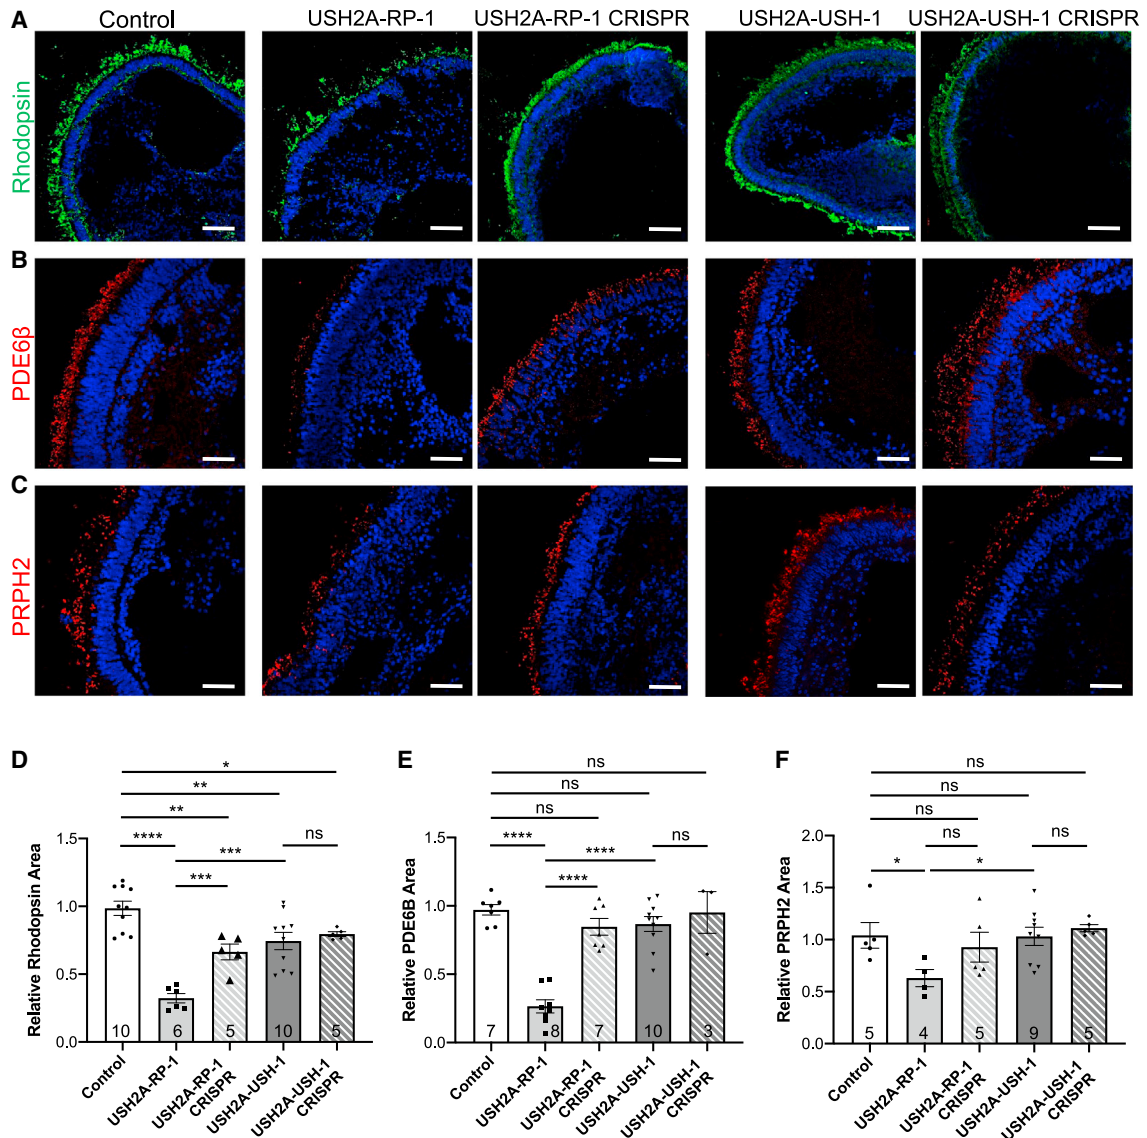 A
Control
USH2A-RP-1
USH2A-RP-1 CRISPR
USH2A-USH-1
USH2A-USH-1 CRISPR
Rhodopsin
B
PDE6β
C
PRPH2
D
*
**
**
****
***
ns
***
Relative Rhodopsin Area
1.5
1.0
0.5
0.0
10
6
5
10
5
Control
USH2A-RP-1
USH2A-RP-1
CRISPR
USH2A-USH-1
USH2A-USH-1
CRISPR
E
ns
ns
ns
****
****
ns
****
Relative PDE6B Area
1.5
1.0
0.5
0.0
7
8
7
10
3
Control
USH2A-RP-1
USH2A-RP-1
CRISPR
USH2A-USH-1
USH2A-USH-1
CRISPR
F
ns
ns
ns
*
ns
*
ns
Relative PRPH2 Area
2.0
1.5
1.0
0.5
0.0
5
4
5
9
5
Control
USH2A-RP-1
USH2A-RP-1
CRISPR
USH2A-USH-1
USH2A-USH-1
CRISPR